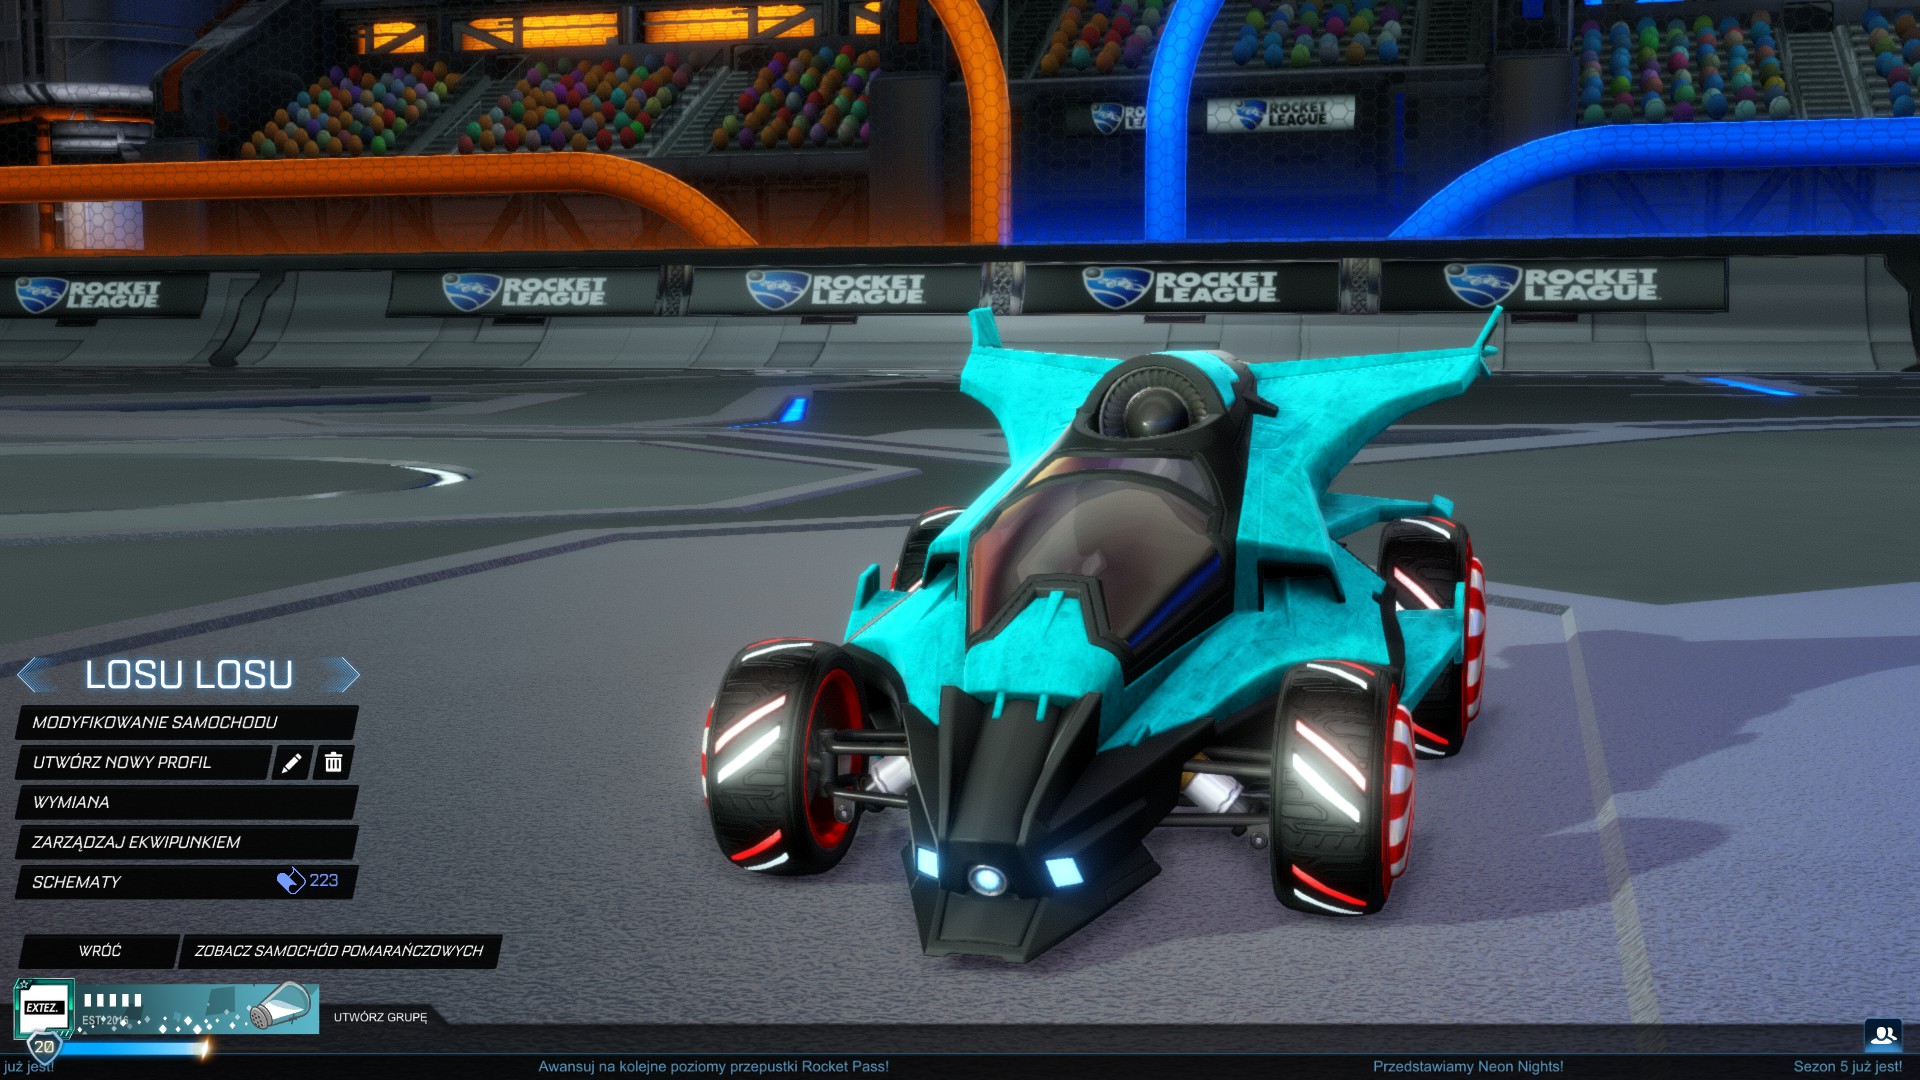 ROCKET
LEAGUE
ROCKET
LEAGUE
ROCKET
LEAGUE
ROCKET
LEAGUE
ROCKET
LEAGUE
ROCKET
LEAGUE
LOSU LOSU
MODYFIKOWANIE SAMOCHODU
UTWÓRZ NOWY PROFIL
WYMIANA
ZARZĄDZAJ EKWIPUNKIEM
SCHEMATY 223
WRÓĆ ZOBACZ SAMOCHÓD POMARAŃCZOWYCH
EXTEZ.
EST. 2016
UTWÓRZ GRUPĘ
20
już jest! Awansuj na kolejne poziomy przepustki Rocket Pass! Przedstawiamy Neon Nights! Sezon 5 już jest!